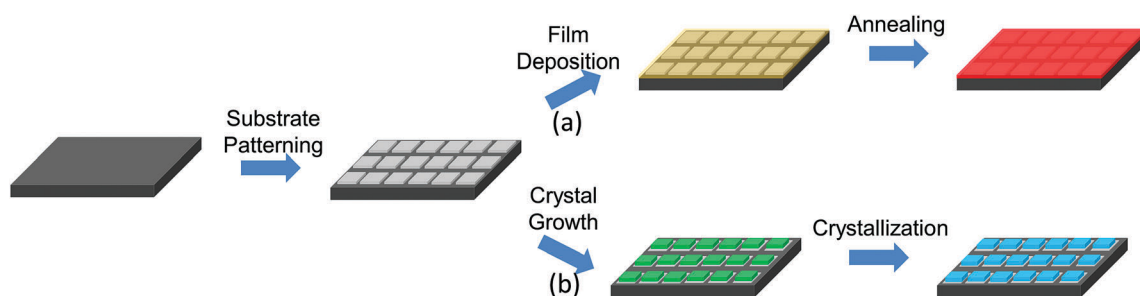 Substrate
Patterning
Film
Deposition
(a)
Annealing
Crystal
Growth
(b)
Crystallization